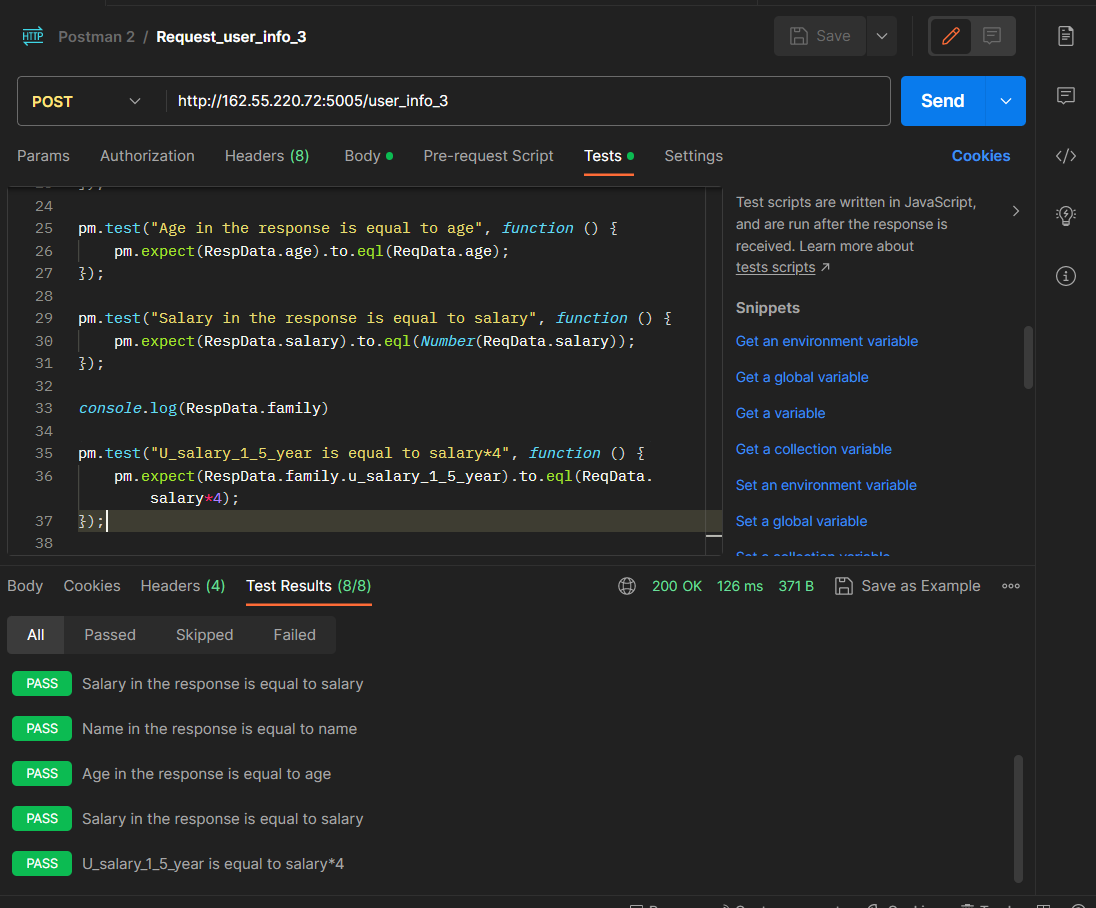 HTTP Postman 2 / Request_user_info_3 Save
POST http://162.55.220.72:5005/user_info_3 Send
Params Authorization Headers (8) Body Pre-request Script Tests Settings Cookies
24
25 pm.test("Age in the response is equal to age", function () {
26 pm.expect(RespData.age).to.eql(ReqData.age);
27 });
28
29 pm.test("Salary in the response is equal to salary", function () {
30 pm.expect(RespData.salary).to.eql(Number(ReqData.salary));
31 });
32
33 console.log(RespData.family)
34
35 pm.test("U_salary_1_5_year is equal to salary*4", function () {
36 pm.expect(RespData.family.u_salary_1_5_year).to.eql(ReqData.
salary*4);
37 });
38
Test scripts are written in JavaScript,
and are run after the response is
received. Learn more about
tests scripts ↗
Snippets
Get an environment variable
Get a global variable
Get a variable
Get a collection variable
Set an environment variable
Set a global variable
Set a collection variable
Body Cookies Headers (4) Test Results (8/8) 200 OK 126 ms 371 B Save as Example
All Passed Skipped Failed
PASS Salary in the response is equal to salary
PASS Name in the response is equal to name
PASS Age in the response is equal to age
PASS Salary in the response is equal to salary
PASS U_salary_1_5_year is equal to salary*4